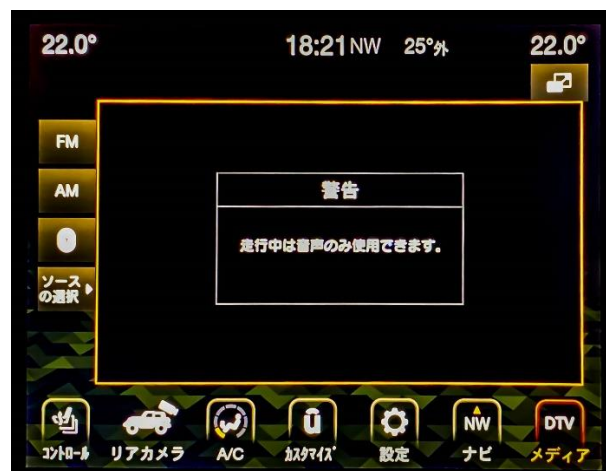 22.0°
18:21 NW 25°外
22.0°
FM
AM
ソース
の選択
警告
走行中は音声のみ使用できます。
コントロール
リアカメラ
A/C
カスタマイズ
設定
NW
ナビ
DTV
メディア